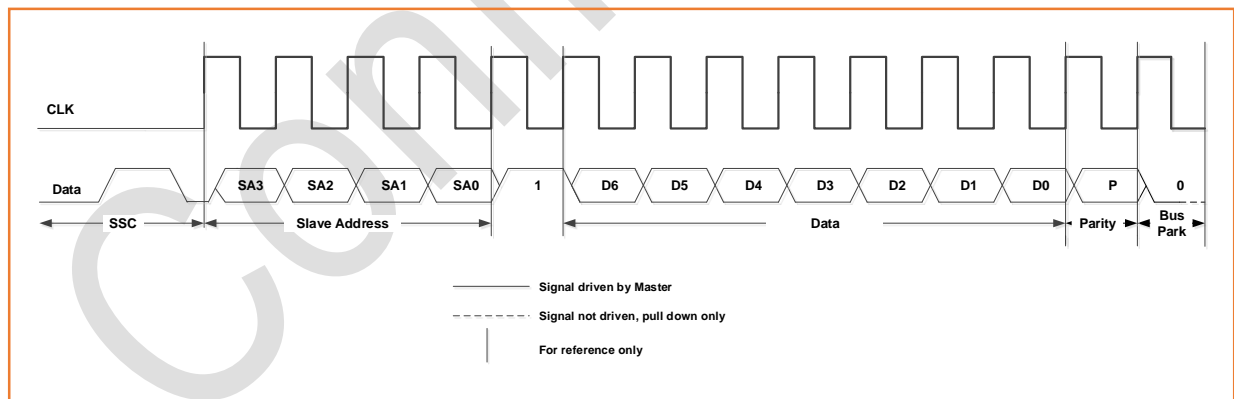 CLK
Data SA3 SA2 SA1 SA0 1 D6 D5 D4 D3 D2 D1 D0 P 0
SSC Slave Address Data Parity Bus Park
Signal driven by Master
Signal not driven, pull down only
For reference only